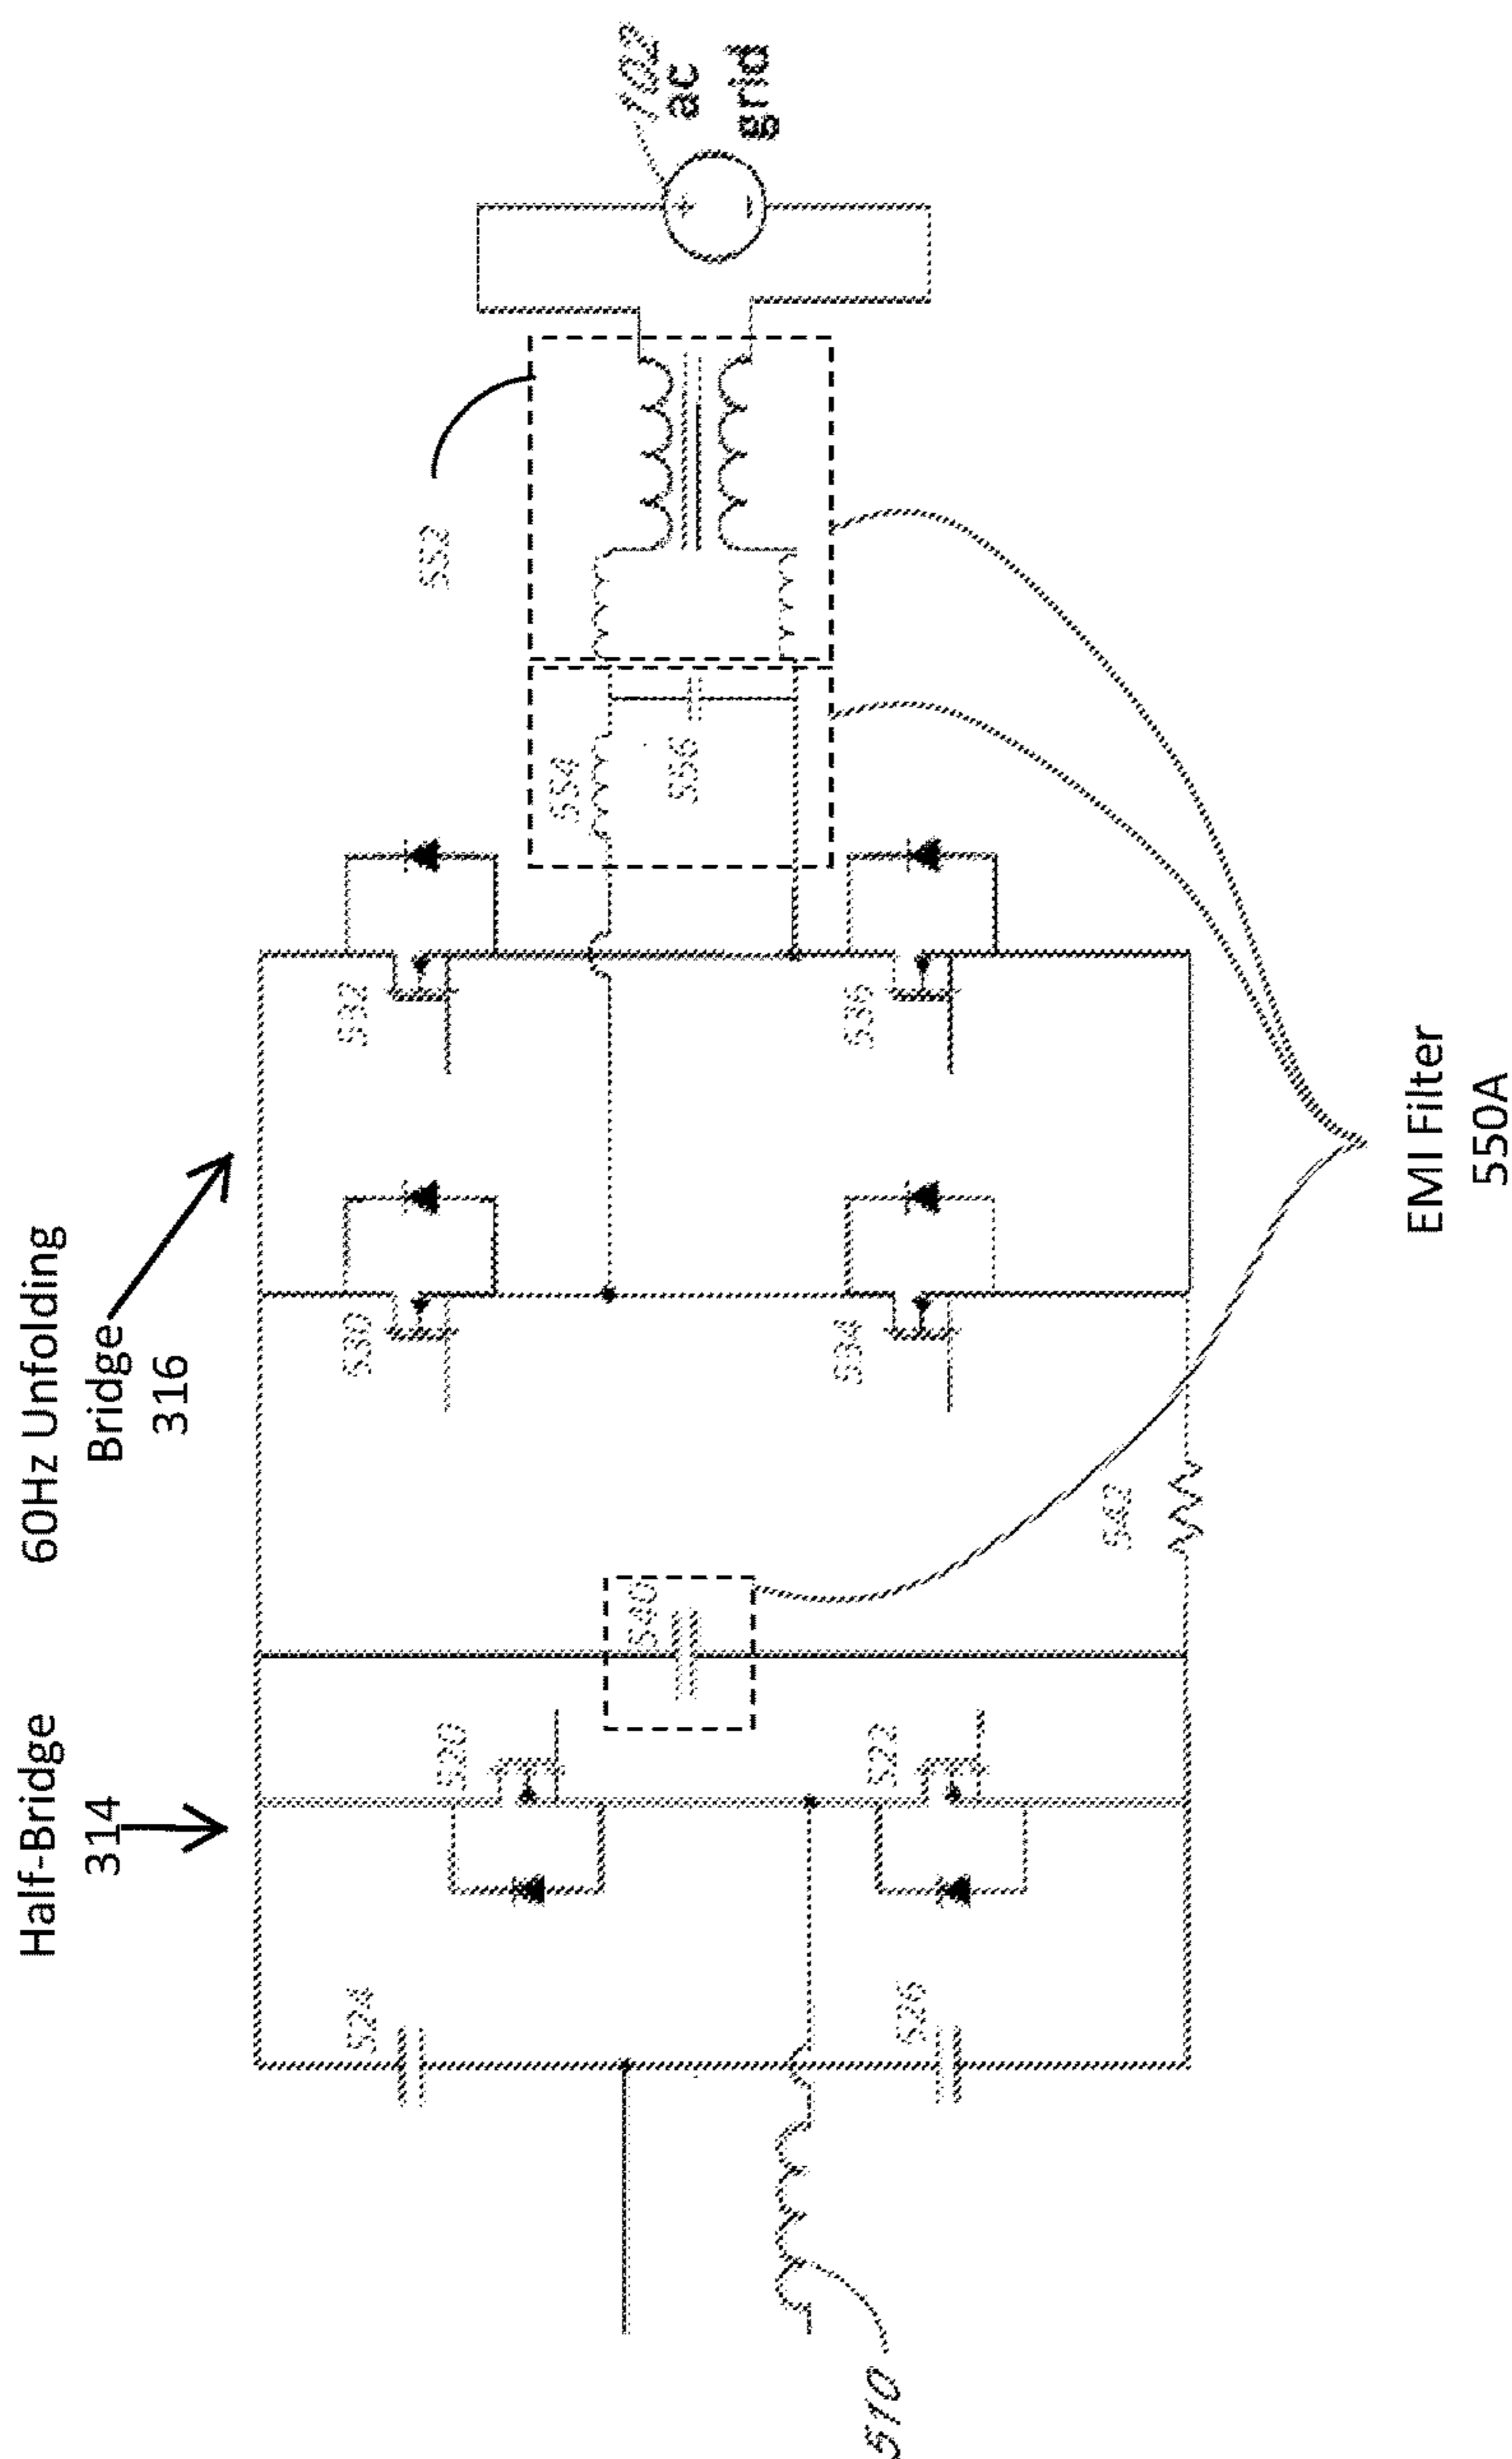 Half-Bridge
314
60Hz Unfolding
Bridge
316
524
520
530
532
552
102
ac
grid
540
554
556
510
526
522
534
536
542
EMI Filter
550A